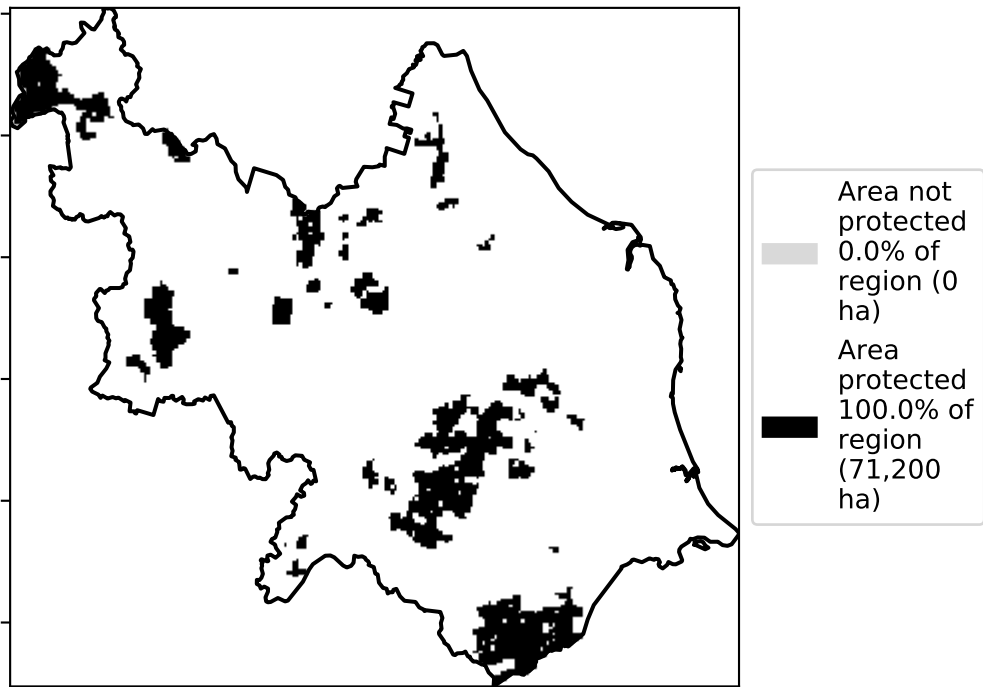 Area not
protected
0.0% of
region (0
ha)
Area
protected
100.0% of
region
(71,200
ha)